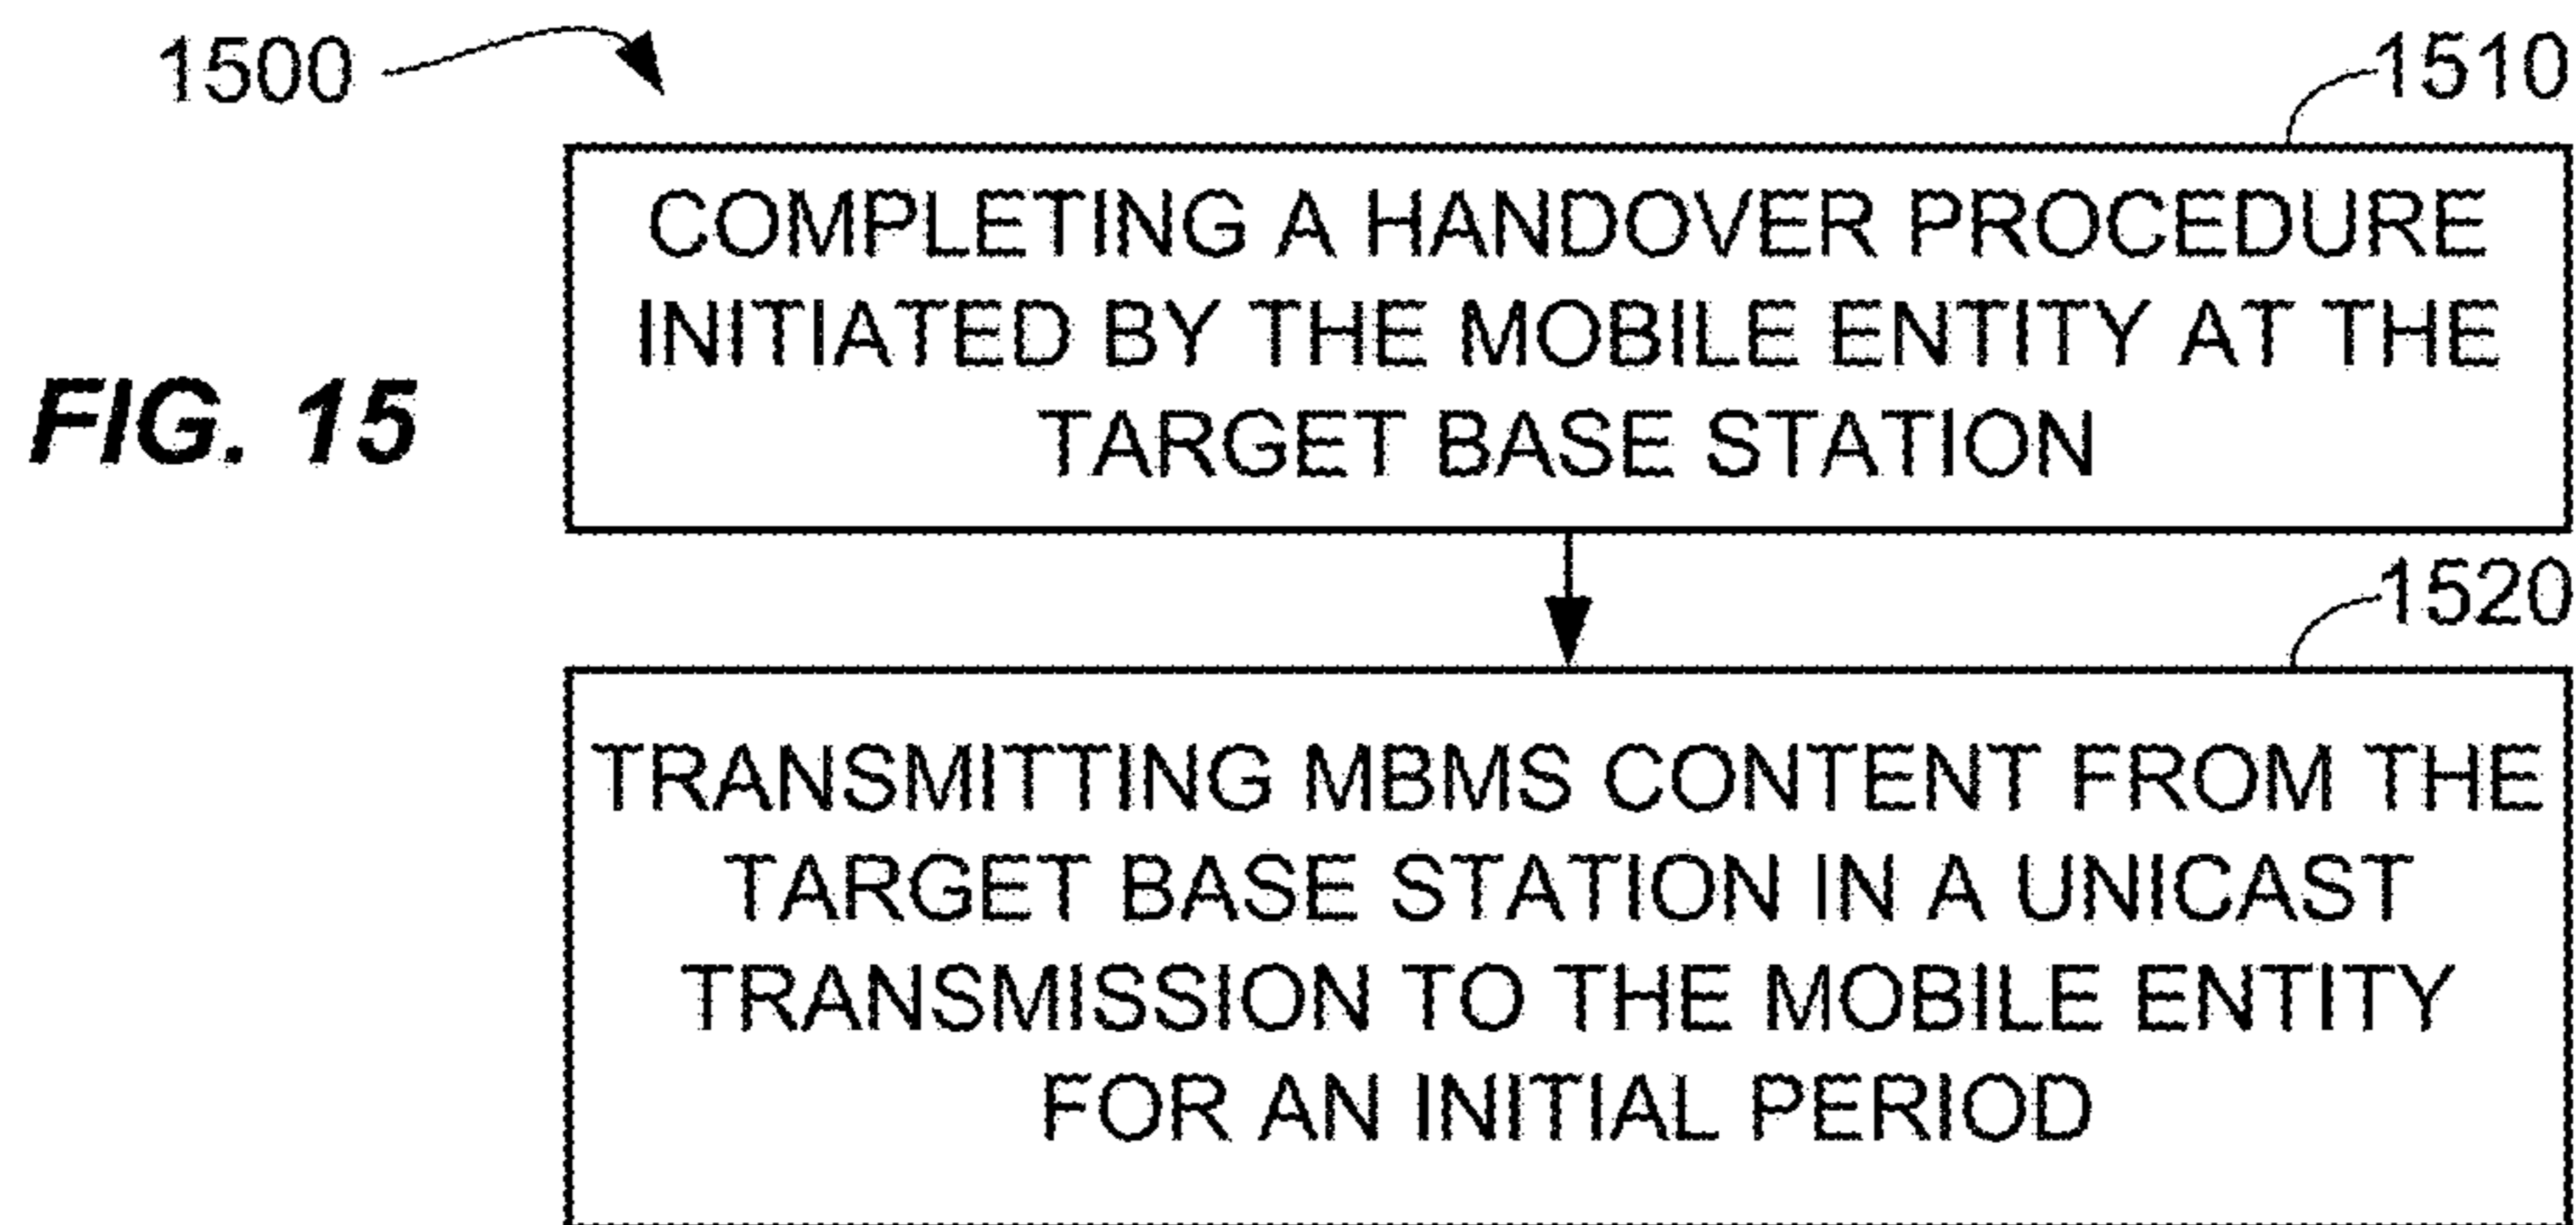 1500
1510
COMPLETING A HANDOVER PROCEDURE
INITIATED BY THE MOBILE ENTITY AT THE
TARGET BASE STATION
FIG. 15
1520
TRANSMITTING MBMS CONTENT FROM THE
TARGET BASE STATION IN A UNICAST
TRANSMISSION TO THE MOBILE ENTITY
FOR AN INITIAL PERIOD